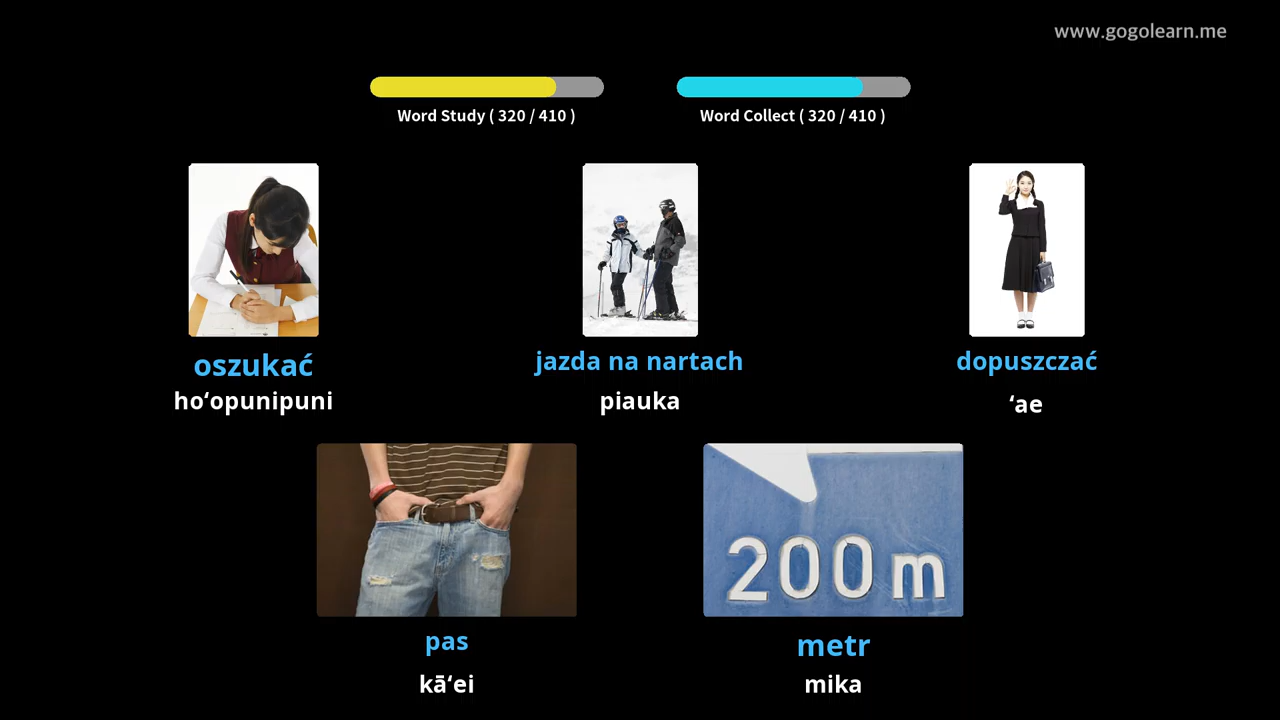 www.gogolearn.me
Word Study ( 320 / 410 )
Word Collect ( 320 / 410 )
oszukać
hoʻopunipuni
jazda na nartach
piauka
dopuszczać
ʻae
200m
pas
kāʻei
metr
mika